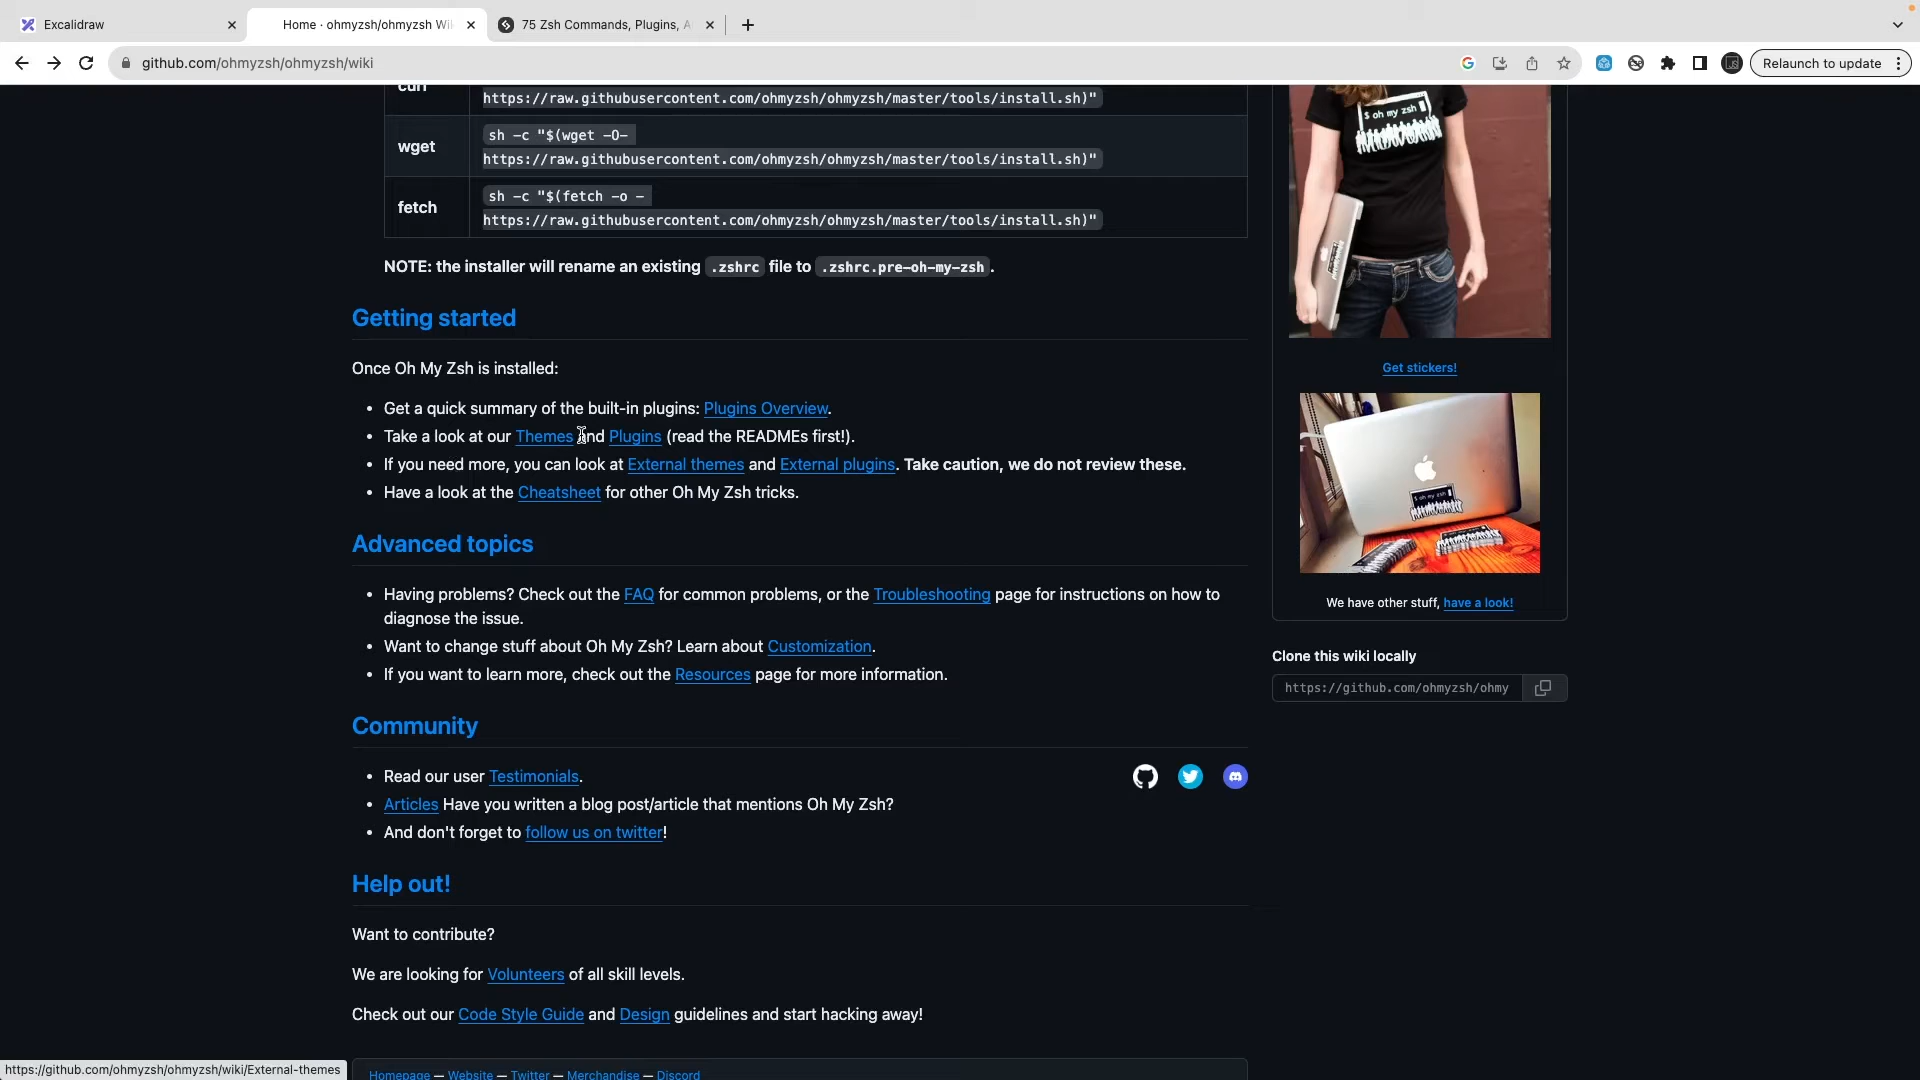 Excalidraw
Home · ohmyzsh/ohmyzsh Wi
75 Zsh Commands, Plugins, A
github.com/ohmyzsh/ohmyzsh/wiki
Relaunch to update
curl
https://raw.githubusercontent.com/ohmyzsh/ohmyzsh/master/tools/install.sh)"
wget
sh -c "$(wget -O-
https://raw.githubusercontent.com/ohmyzsh/ohmyzsh/master/tools/install.sh)"
fetch
sh -c "$(fetch -o -
https://raw.githubusercontent.com/ohmyzsh/ohmyzsh/master/tools/install.sh)"
NOTE: the installer will rename an existing .zshrc file to .zshrc.pre-oh-my-zsh.
Getting started
Once Oh My Zsh is installed:
• Get a quick summary of the built-in plugins: Plugins Overview.
• Take a look at our Themes and Plugins (read the READMEs first!).
• If you need more, you can look at External themes and External plugins. Take caution, we do not review these.
• Have a look at the Cheatsheet for other Oh My Zsh tricks.
Advanced topics
• Having problems? Check out the FAQ for common problems, or the Troubleshooting page for instructions on how to
diagnose the issue.
• Want to change stuff about Oh My Zsh? Learn about Customization.
• If you want to learn more, check out the Resources page for more information.
Community
• Read our user Testimonials.
• Articles Have you written a blog post/article that mentions Oh My Zsh?
• And don't forget to follow us on twitter!
Help out!
Want to contribute?
We are looking for Volunteers of all skill levels.
Check out our Code Style Guide and Design guidelines and start hacking away!
Homepage — Website — Twitter — Merchandise — Discord
$ oh my zsh
Get stickers!
$ oh my zsh
We have other stuff, have a look!
Clone this wiki locally
https://github.com/ohmyzsh/ohmy
https://github.com/ohmyzsh/ohmyzsh/wiki/External-themes